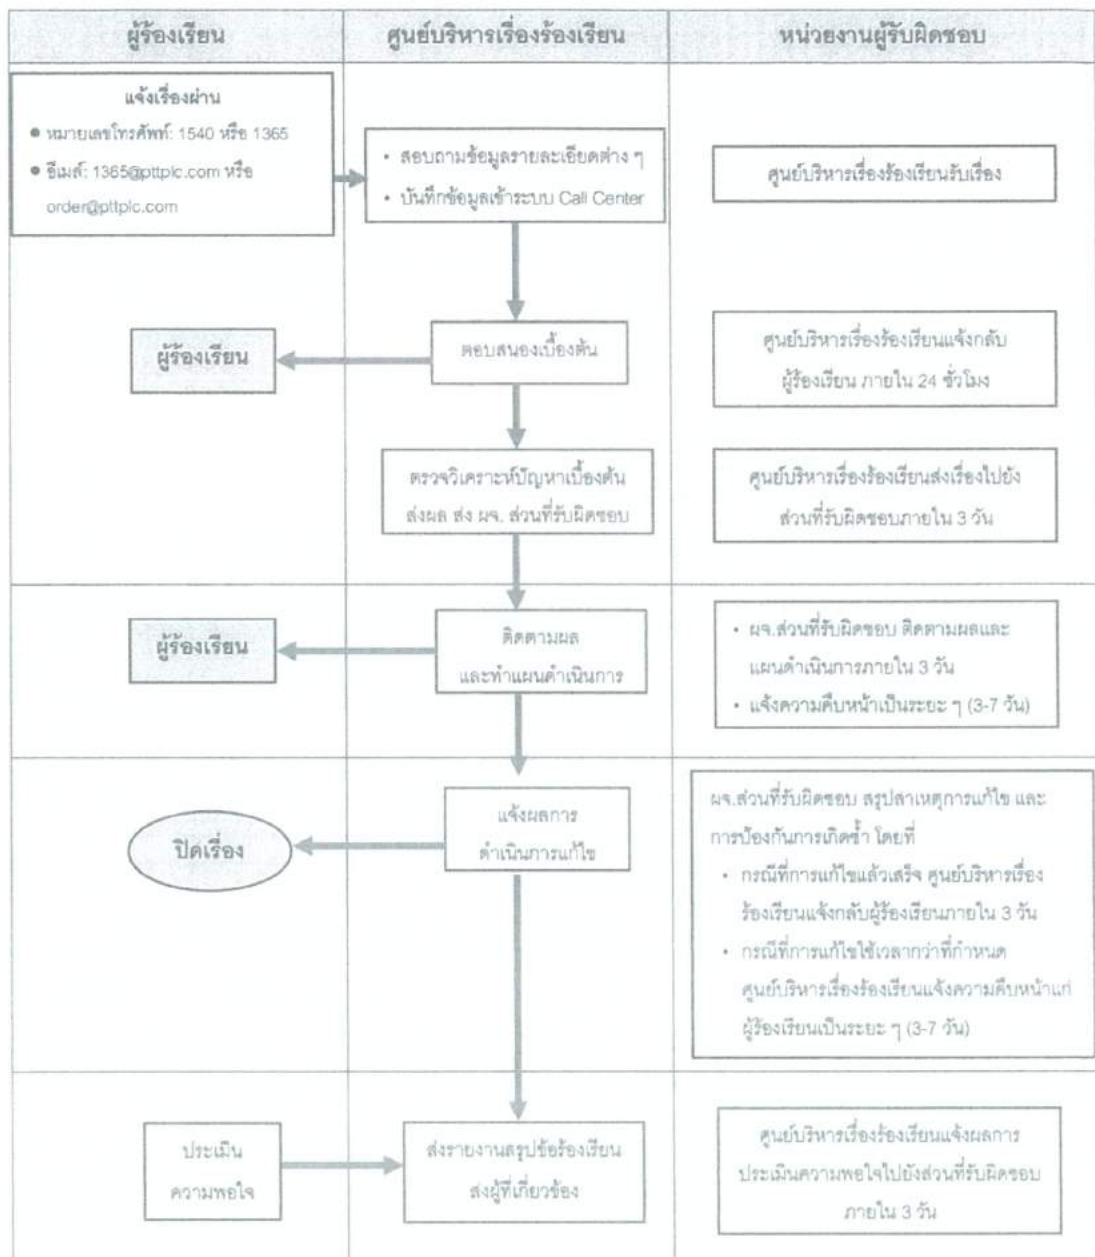 ผู้ร้องเรียน
ศูนย์บริหารเรื่องร้องเรียน
หน่วยงานผู้รับผิดชอบ
แจ้งเรื่องผ่าน
● หมายเลขโทรศัพท์: 1540 หรือ 1365
● อีเมล์: 1365@pttplc.com หรือ
order@pttplc.com
• สอบถามข้อมูลรายละเอียดต่าง ๆ
• บันทึกข้อมูลเข้าระบบ Call Center
ศูนย์บริหารเรื่องร้องเรียนรับเรื่อง
ผู้ร้องเรียน
ตอบสนองเบื้องต้น
ศูนย์บริหารเรื่องร้องเรียนแจ้งกลับ
ผู้ร้องเรียน ภายใน 24 ชั่วโมง
ตรวจวิเคราะห์ปัญหาเบื้องต้น
ส่งผล ส่ง ผจ. ส่วนที่รับผิดชอบ
ศูนย์บริหารเรื่องร้องเรียนส่งเรื่องไปยัง
ส่วนที่รับผิดชอบภายใน 3 วัน
ผู้ร้องเรียน
ติดตามผล
และทำแผนดำเนินการ
• ผจ.ส่วนที่รับผิดชอบ ติดตามผลและ
แผนดำเนินการภายใน 3 วัน
• แจ้งความคืบหน้าเป็นระยะ ๆ (3-7 วัน)
ปิดเรื่อง
แจ้งผลการ
ดำเนินการแก้ไข
ผจ.ส่วนที่รับผิดชอบ สรุปสาเหตุการแก้ไข และ
การป้องกันการเกิดซ้ำ โดยที่
• กรณีที่การแก้ไขแล้วเสร็จ ศูนย์บริหารเรื่อง
ร้องเรียนแจ้งกลับผู้ร้องเรียนภายใน 3 วัน
• กรณีที่การแก้ไขใช้เวลากว่าที่กำหนด
ศูนย์บริหารเรื่องร้องเรียนแจ้งความคืบหน้าแก่
ผู้ร้องเรียนเป็นระยะ ๆ (3-7 วัน)
ประเมิน
ความพอใจ
ส่งรายงานสรุปข้อร้องเรียน
ส่งผู้ที่เกี่ยวข้อง
ศูนย์บริหารเรื่องร้องเรียนแจ้งผลการ
ประเมินความพอใจไปยังส่วนที่รับผิดชอบ
ภายใน 3 วัน